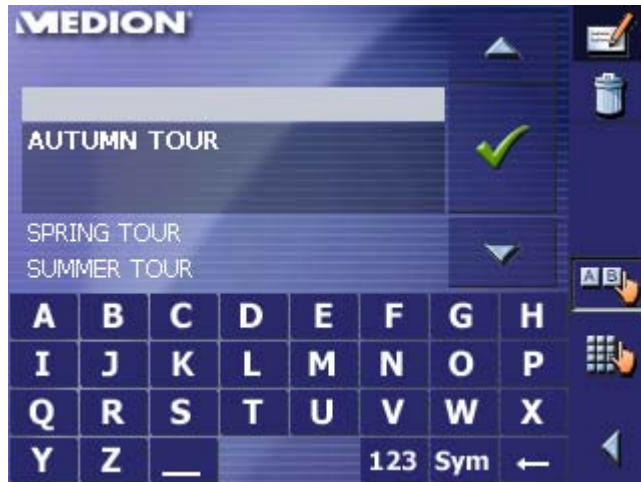 MEDION
AUTUMN TOUR
SPRING TOUR
SUMMER TOUR
A B
A B C D E F G H
I J K L M N O P
Q R S T U V W X
Y Z _ 123 Sym ←